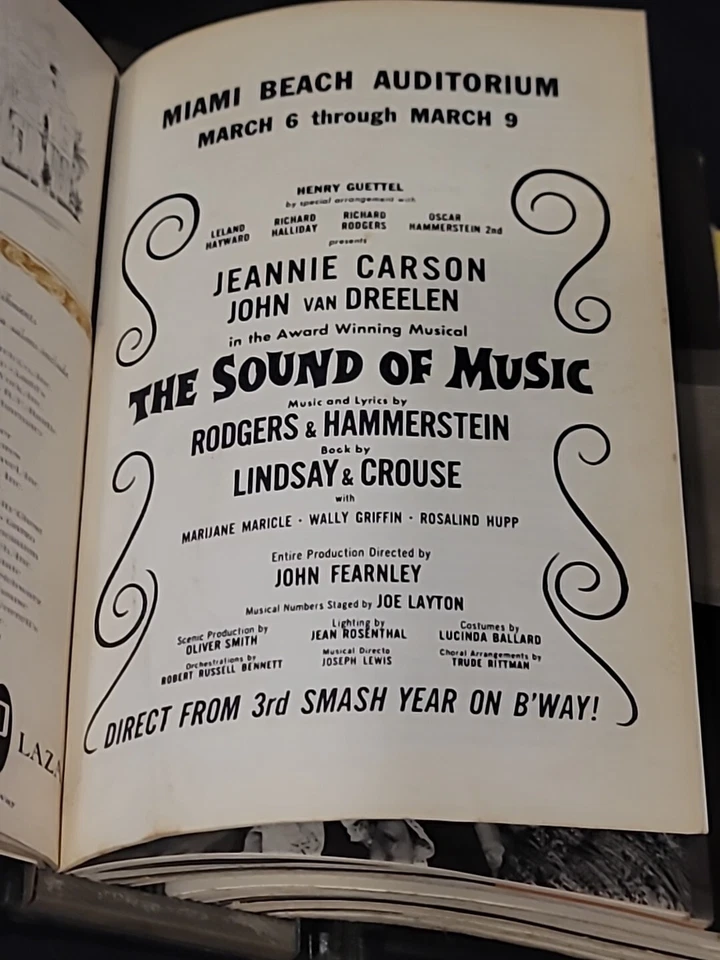 MIAMI BEACH AUDITORIUM
MARCH 6 through MARCH 9
HENRY GUETTEL
by special arrangement with
LELAND HAYWARD
RICHARD HALLIDAY
RICHARD RODGERS
OSCAR HAMMERSTEIN 2nd
presents
JEANNIE CARSON
JOHN VAN DREELEN
in the Award Winning Musical
THE SOUND OF MUSIC
Music and Lyrics by
RODGERS & HAMMERSTEIN
Book by
LINDSAY & CROUSE
with
MARIJANE MARICLE · WALLY GRIFFIN · ROSALIND HUPP
Entire Production Directed by
JOHN FEARNLEY
Musical Numbers Staged by JOE LAYTON
Scenic Production by
OLIVER SMITH
Lighting by
JEAN ROSENTHAL
Costumes by
LUCINDA BALLARD
Orchestrations by
ROBERT RUSSELL BENNETT
Musical Directo
JOSEPH LEWIS
Choral Arrangements by
TRUDE RITTMAN
DIRECT FROM 3rd SMASH YEAR ON B'WAY!
LAZA